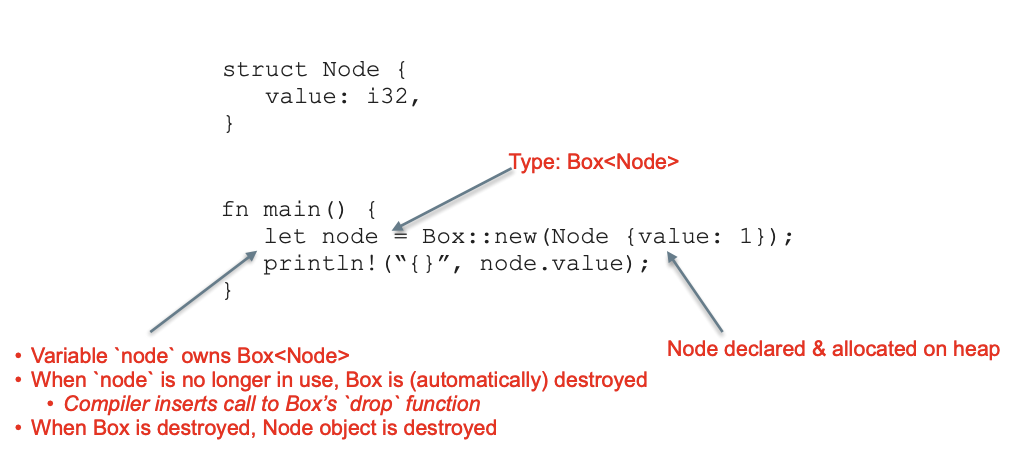 struct Node {
value: i32,
}
Type: Box<Node>
fn main() {
let node = Box::new(Node {value: 1});
println!(“{}”, node.value);
}
Node declared & allocated on heap
• Variable `node` owns Box<Node>
• When `node` is no longer in use, Box is (automatically) destroyed
• Compiler inserts call to Box’s `drop` function
• When Box is destroyed, Node object is destroyed